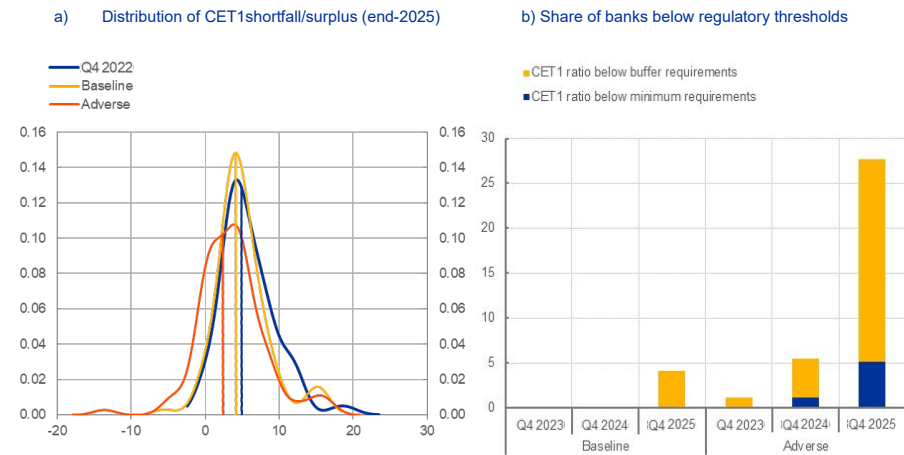 a) Distribution of CET1shortfall/surplus (end-2025)
Q4 2022
Baseline
Adverse
0.16 0.16
0.14 0.14
0.12 0.12
0.10 0.10
0.08 0.08
0.06 0.06
0.04 0.04
0.02 0.02
0.00 0.00
-20 -10 0 10 20 30
b) Share of banks below regulatory thresholds
CET1 ratio below buffer requirements
CET1 ratio below minimum requirements
30
25
20
15
10
5
0
Q4 2023 Q4 2024 Q4 2025 Q4 2023 Q4 2024 Q4 2025
Baseline Adverse